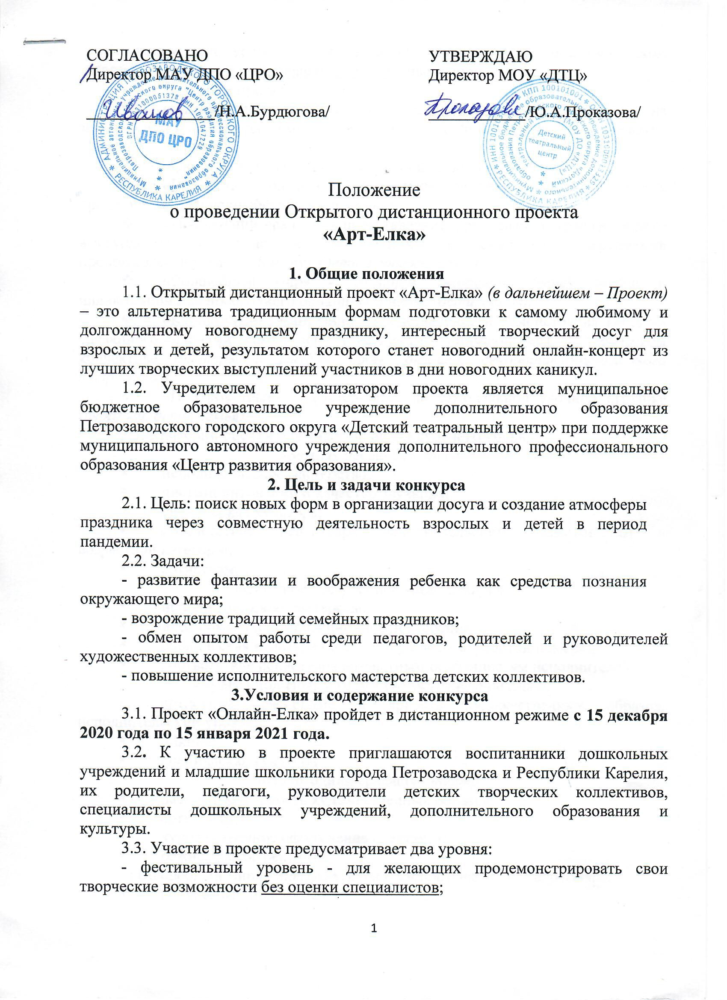 СОГЛАСОВАНО
Директор МАУ ДПО «ЦРО»
/Н.А.Бурдюгова/
УТВЕРЖДАЮ
Директор МОУ «ДТЦ»
/Ю.А.Проказова/
АДМИНИСТРАЦИЯ ПЕТРОЗАВОДСКОГО ГОРОДСКОГО ОКРУГА * РЕСПУБЛИКА КАРЕЛИЯ *
МАУ
ДПО ЦРО
Детский
театральный
центр
Положение
о проведении Открытого дистанционного проекта
«Арт-Елка»
1. Общие положения
1.1. Открытый дистанционный проект «Арт-Елка» (в дальнейшем – Проект)
– это альтернатива традиционным формам подготовки к самому любимому и
долгожданному новогоднему празднику, интересный творческий досуг для
взрослых и детей, результатом которого станет новогодний онлайн-концерт из
лучших творческих выступлений участников в дни новогодних каникул.
1.2. Учредителем и организатором проекта является муниципальное
бюджетное образовательное учреждение дополнительного образования
Петрозаводского городского округа «Детский театральный центр» при поддержке
муниципального автономного учреждения дополнительного профессионального
образования «Центр развития образования».
2. Цель и задачи конкурса
2.1. Цель: поиск новых форм в организации досуга и создание атмосферы
праздника через совместную деятельность взрослых и детей в период
пандемии.
2.2. Задачи:
- развитие фантазии и воображения ребенка как средства познания
окружающего мира;
- возрождение традиций семейных праздников;
- обмен опытом работы среди педагогов, родителей и руководителей
художественных коллективов;
- повышение исполнительского мастерства детских коллективов.
3.Условия и содержание конкурса
3.1. Проект «Онлайн-Елка» пройдет в дистанционном режиме с 15 декабря
2020 года по 15 января 2021 года.
3.2. К участию в проекте приглашаются воспитанники дошкольных
учреждений и младшие школьники города Петрозаводска и Республики Карелия,
их родители, педагоги, руководители детских творческих коллективов,
специалисты дошкольных учреждений, дополнительного образования и
культуры.
3.3. Участие в проекте предусматривает два уровня:
- фестивальный уровень - для желающих продемонстрировать свои
творческие возможности без оценки специалистов;
1